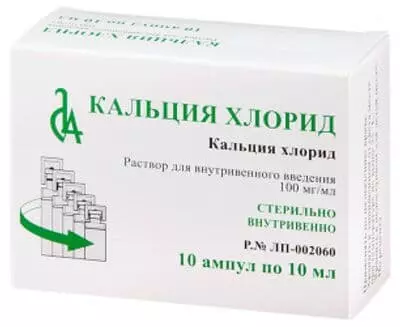 КАЛЬЦИЯ ХЛОРИД
Кальция хлорид
Раствор для внутривенного введения
100 мг/мл
СТЕРИЛЬНО
ВНУТРИВЕННО
Р.№ ЛП-002060
10 ампул по 10 мл